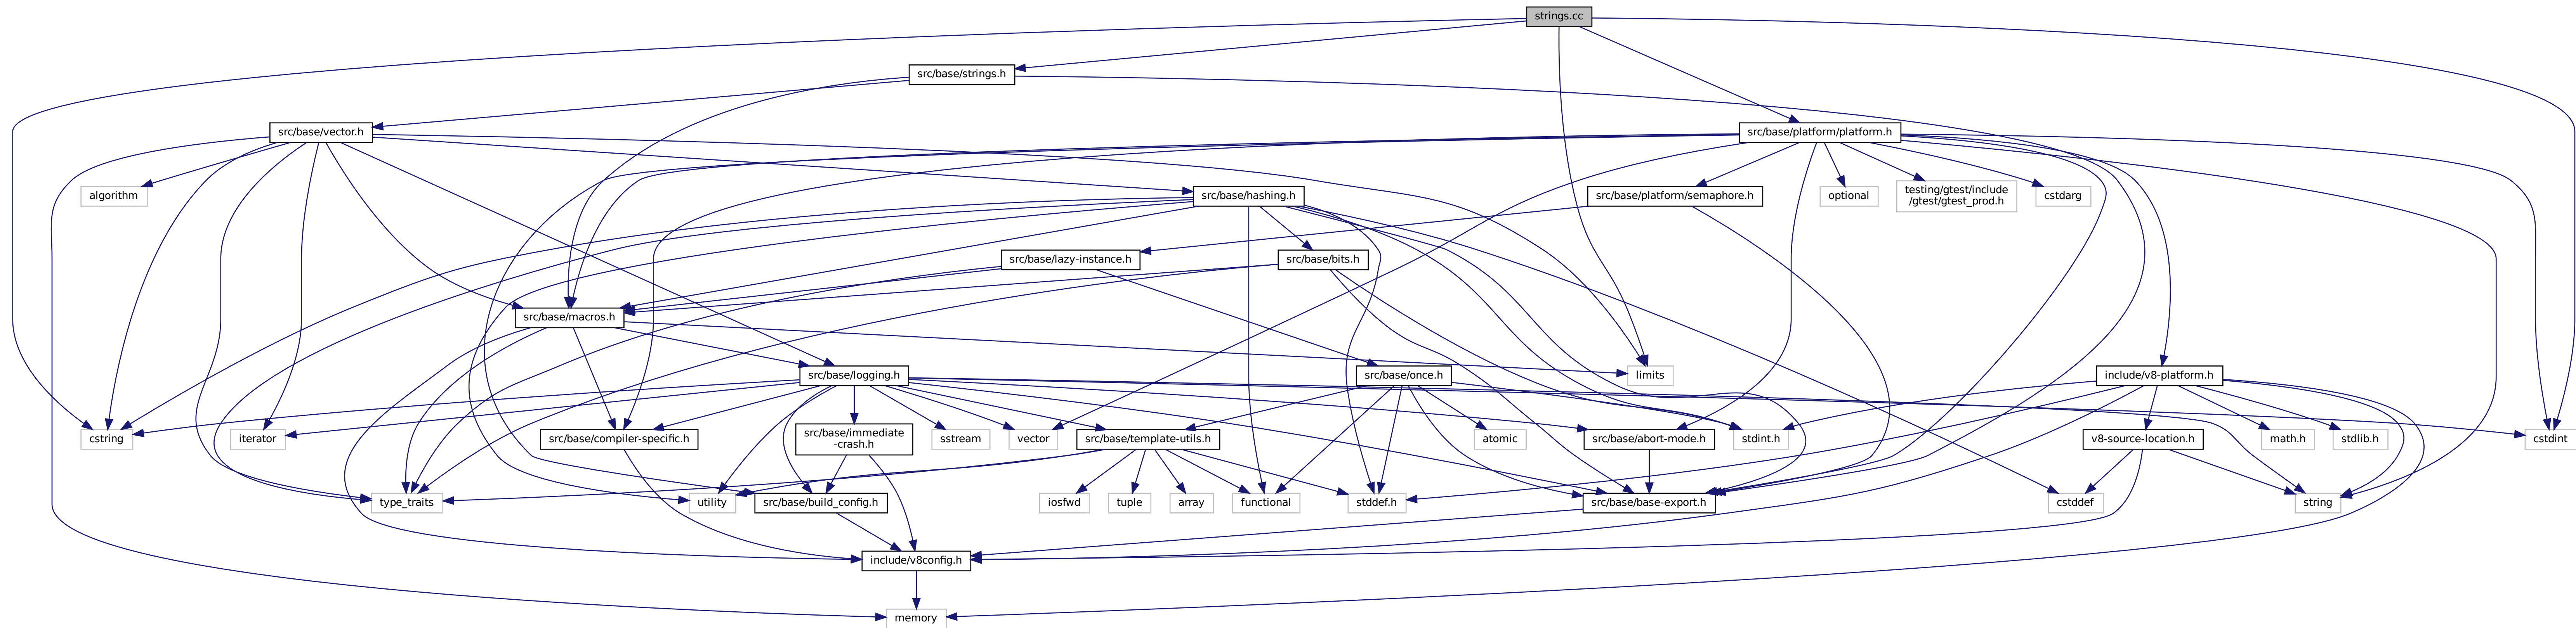 strings.cc
src/base/strings.h
src/base/vector.h
src/base/platform/platform.h
algorithm
src/base/hashing.h
src/base/platform/semaphore.h
optional
testing/gtest/include
/gtest/gtest_prod.h
cstdarg
src/base/lazy-instance.h
src/base/bits.h
src/base/macros.h
src/base/logging.h
src/base/once.h
limits
include/v8-platform.h
cstring
iterator
src/base/compiler-specific.h
src/base/immediate
-crash.h
sstream
vector
src/base/template-utils.h
atomic
src/base/abort-mode.h
stdint.h
v8-source-location.h
math.h
stdlib.h
cstdint
type_traits
utility
src/base/build_config.h
iosfwd
tuple
array
functional
stddef.h
src/base/base-export.h
cstddef
string
include/v8config.h
memory